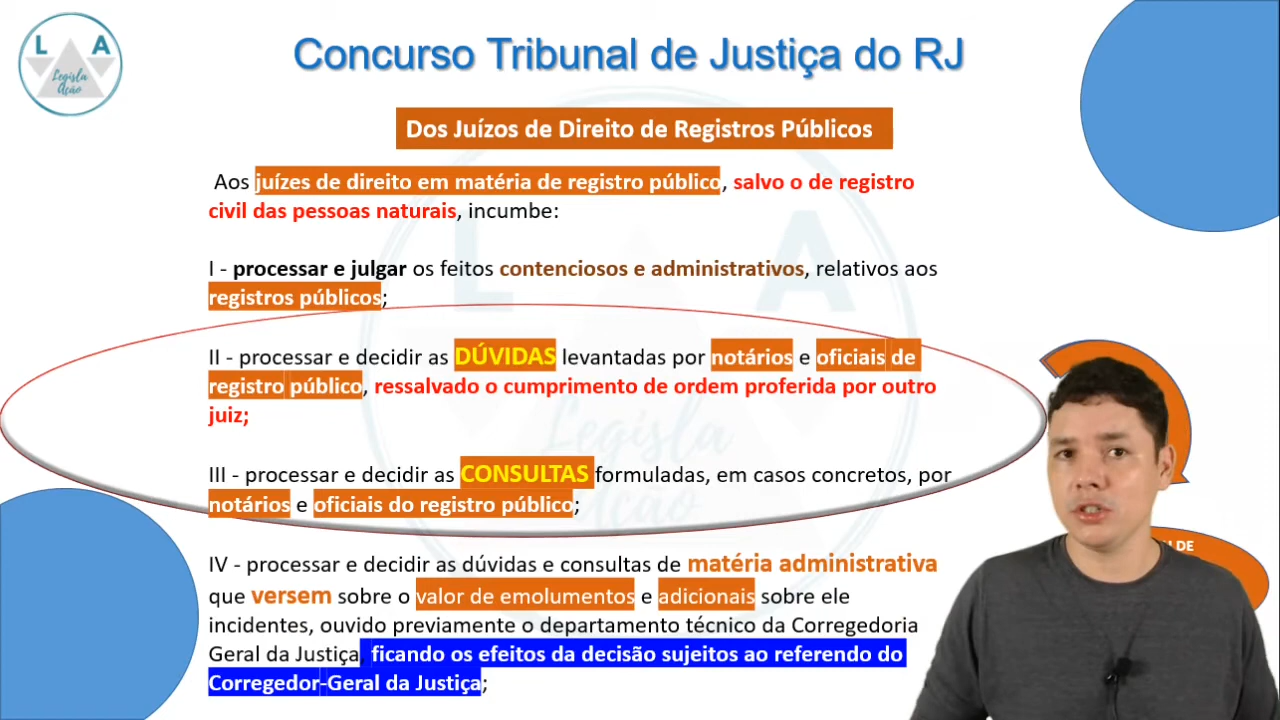 L A
Legisla
Ação
Concurso Tribunal de Justiça do RJ
Dos Juízos de Direito de Registros Públicos
Aos juízes de direito em matéria de registro público, salvo o de registro
civil das pessoas naturais, incumbe:
I - processar e julgar os feitos contenciosos e administrativos, relativos aos
registros públicos;
II - processar e decidir as DÚVIDAS levantadas por notários e oficiais de
registro público, ressalvado o cumprimento de ordem proferida por outro
juiz;
III - processar e decidir as CONSULTAS formuladas, em casos concretos, por
notários e oficiais do registro público;
IV - processar e decidir as dúvidas e consultas de matéria administrativa
que versem sobre o valor de emolumentos e adicionais sobre ele
incidentes, ouvido previamente o departamento técnico da Corregedoria
Geral da Justiça, ficando os efeitos da decisão sujeitos ao referendo do
Corregedor-Geral da Justiça;
L A
Legisla
Ação
DE